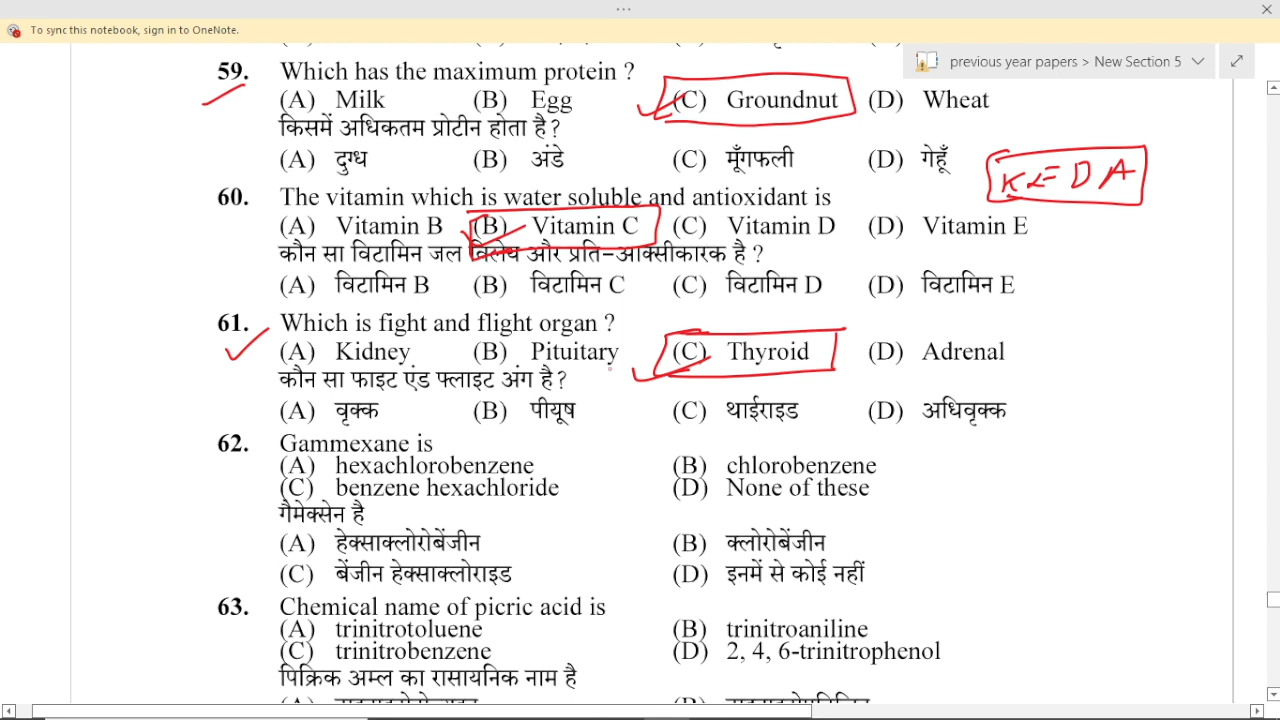 To sync this notebook, sign in to OneNote.
previous year papers > New Section 5
59. Which has the maximum protein ?
(A) Milk (B) Egg (C) Groundnut (D) Wheat
किसमें अधिकतम प्रोटीन होता है?
(A) दुग्ध (B) अंडे (C) मूँगफली (D) गेहूँ
KEDA
60. The vitamin which is water soluble and antioxidant is
(A) Vitamin B (B) Vitamin C (C) Vitamin D (D) Vitamin E
कौन सा विटामिन जल विलेय और प्रति-आक्सीकारक है ?
(A) विटामिन B (B) विटामिन C (C) विटामिन D (D) विटामिन E
61. Which is fight and flight organ ?
(A) Kidney (B) Pituitary (C) Thyroid (D) Adrenal
कौन सा फाइट एंड फ्लाइट अंग है?
(A) वृक्क (B) पीयूष (C) थाईराइड (D) अधिवृक्क
62. Gammexane is
(A) hexachlorobenzene (B) chlorobenzene
(C) benzene hexachloride (D) None of these
गैमेक्सेन है
(A) हेक्साक्लोरोबेंजीन (B) क्लोरोबेंजीन
(C) बेंजीन हेक्साक्लोराइड (D) इनमें से कोई नहीं
63. Chemical name of picric acid is
(A) trinitrotoluene (B) trinitroaniline
(C) trinitrobenzene (D) 2, 4, 6-trinitrophenol
पिक्रिक अम्ल का रासायनिक नाम है